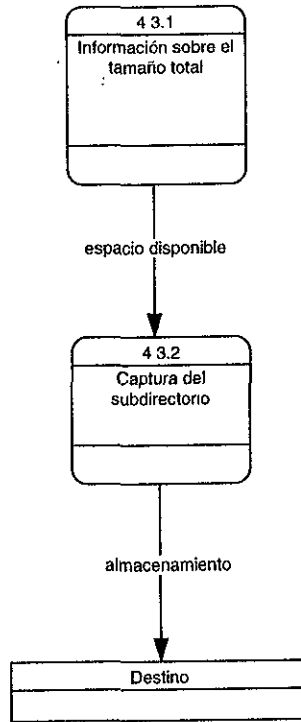 4 3.1
Información sobre el
tamaño total
espacio disponible
4 3.2
Captura del
subdirectorio
almacenamiento
Destino